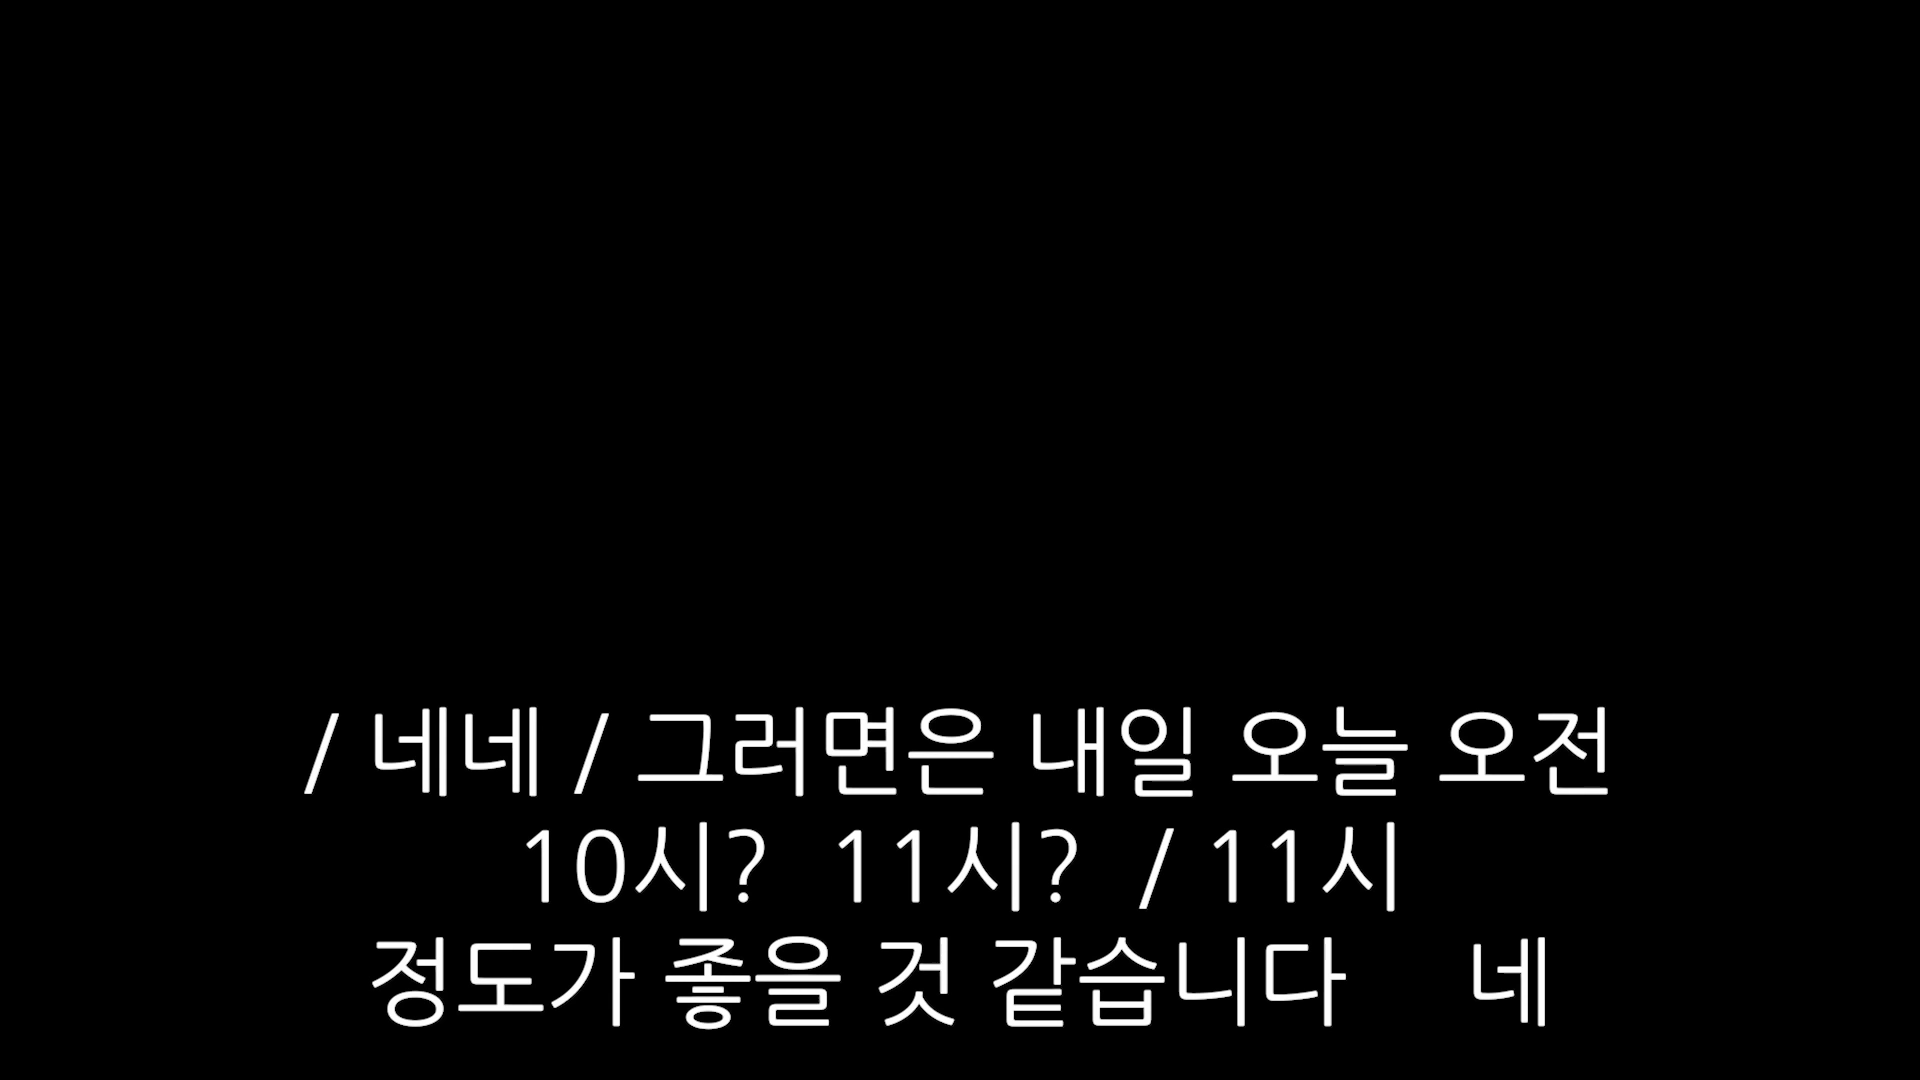 / 네네 / 그러면은 내일 오늘 오전
10시? 11시? / 11시
정도가 좋을 것 같습니다 네